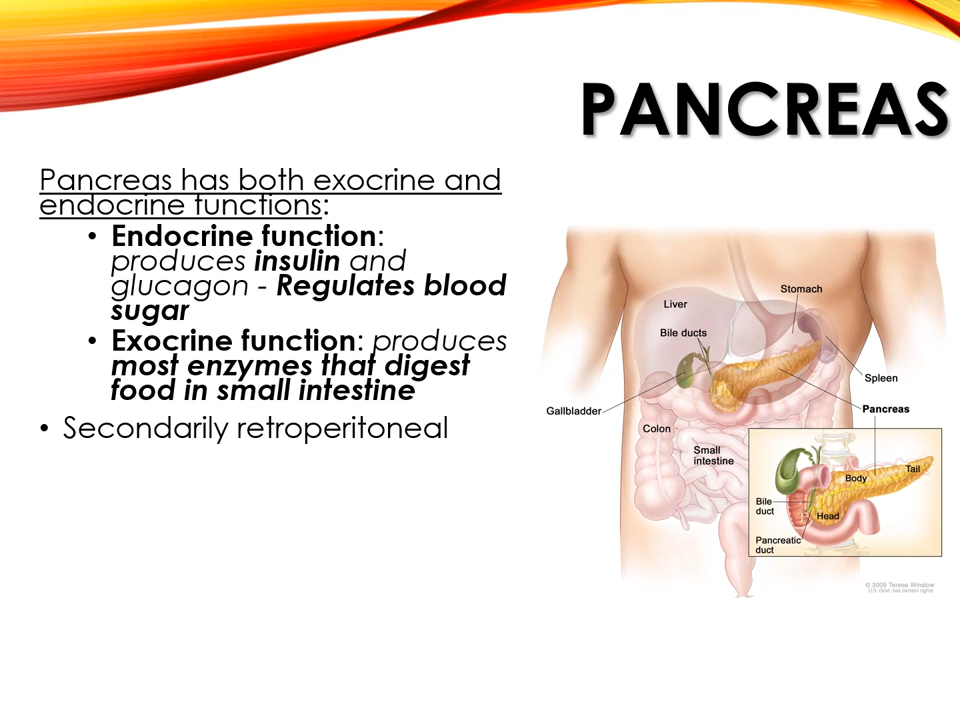 PANCREAS
Pancreas has both exocrine and
endocrine functions:
• Endocrine function:
produces insulin and
glucagon - Regulates blood
sugar
• Exocrine function: produces
most enzymes that digest
food in small intestine
• Secondarily retroperitoneal
Stomach
Liver
Bile ducts
Spleen
Pancreas
Gallbladder
Colon
Small
intestine
Tail
Body
Bile
duct
Head
Pancreatic
duct
© 2009 Terese Winslow
U.S. Govt. has certain rights